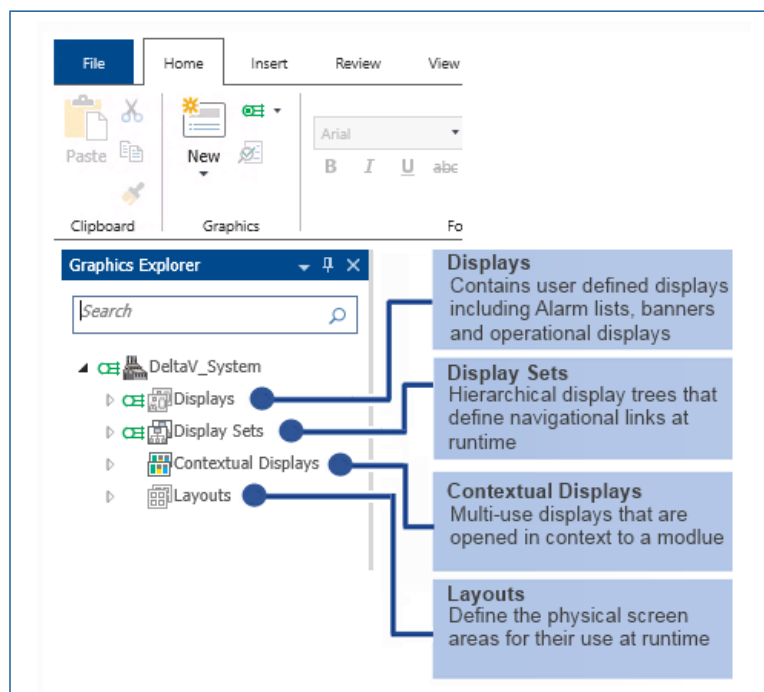 File Home Insert Review View
Arial
Paste New
B I U abc
Clipboard Graphics Fo
Graphics Explorer
Search
DeltaV_System
Displays
Display Sets
Contextual Displays
Layouts
Displays
Contains user defined displays
including Alarm lists, banners
and operational displays
Display Sets
Hierarchical display trees that
define navigational links at
runtime
Contextual Displays
Multi-use displays that are
opened in context to a modlue
Layouts
Define the physical screen
areas for their use at runtime